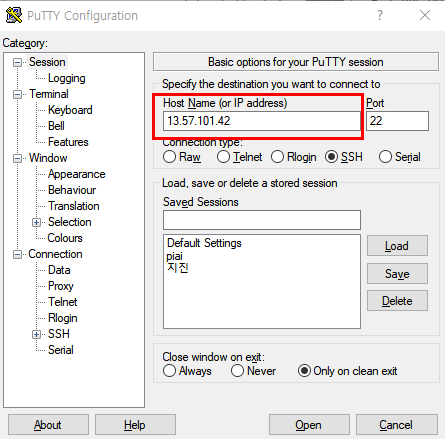 PuTTY Configuration
? ×
Category:
Session
Logging
Terminal
Keyboard
Bell
Features
Window
Appearance
Behaviour
Translation
Selection
Colours
Connection
Data
Proxy
Telnet
Rlogin
SSH
Serial
Basic options for your PuTTY session
Specify the destination you want to connect to
Host Name (or IP address) Port
13.57.101.42 22
Connection type:
Raw Telnet Rlogin SSH Serial
Load, save or delete a stored session
Saved Sessions
Default Settings
piai
지진
Load
Save
Delete
Close window on exit:
Always Never Only on clean exit
About Help Open Cancel